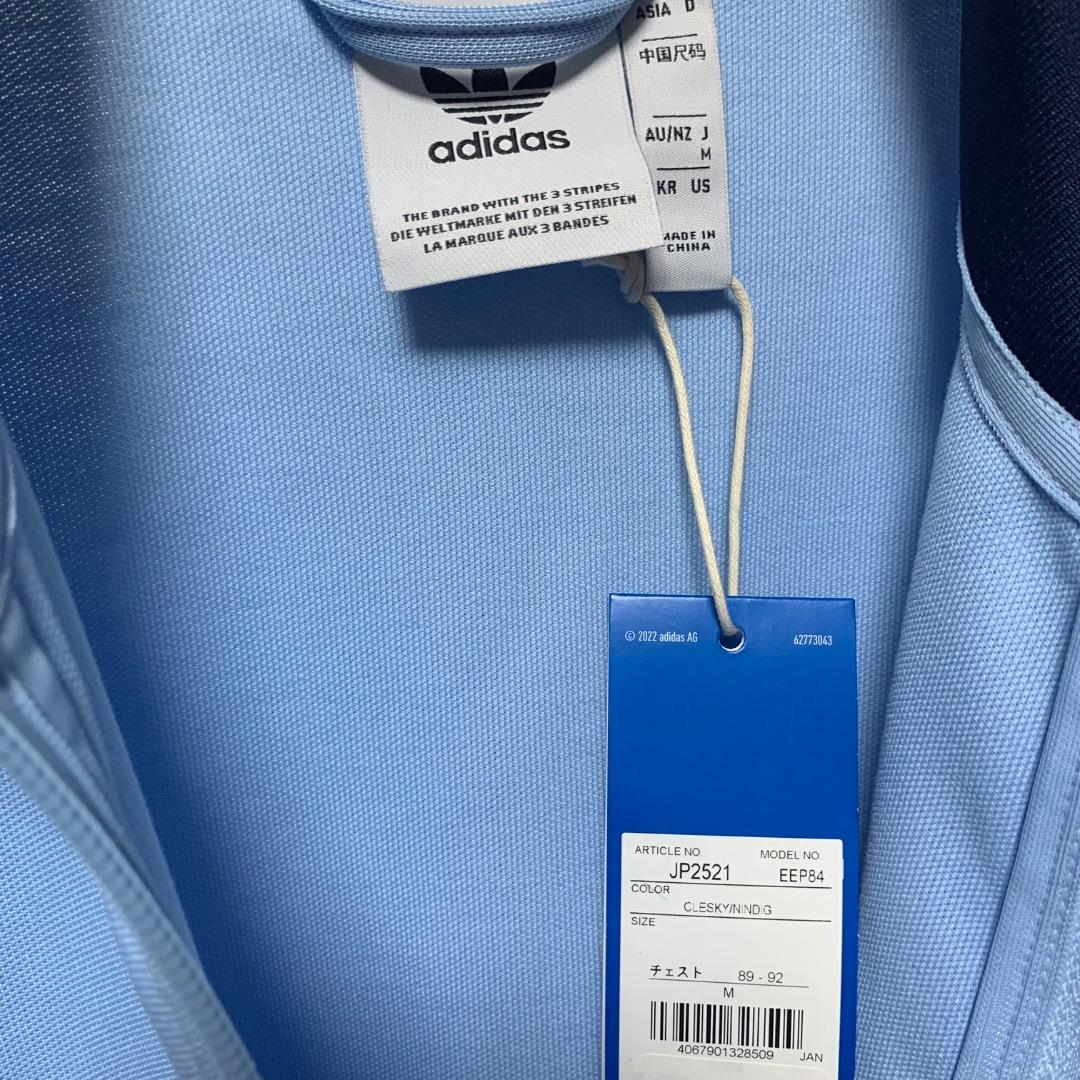 adidas
THE BRAND WITH THE 3 STRIPES
DIE WELTMARKE MIT DEN 3 STREIFEN
LA MARQUE AUX 3 BANDES
ASIA D
中国尺码
AU/NZ J
M
KR US
MADE IN
CHINA
© 2022 adidas AG 62773043
ARTICLE NO. MODEL NO.
JP2521 EEP84
COLOR
CLESKY/NINDIG
SIZE
チェスト 89 - 92
M
4067901328509 JAN